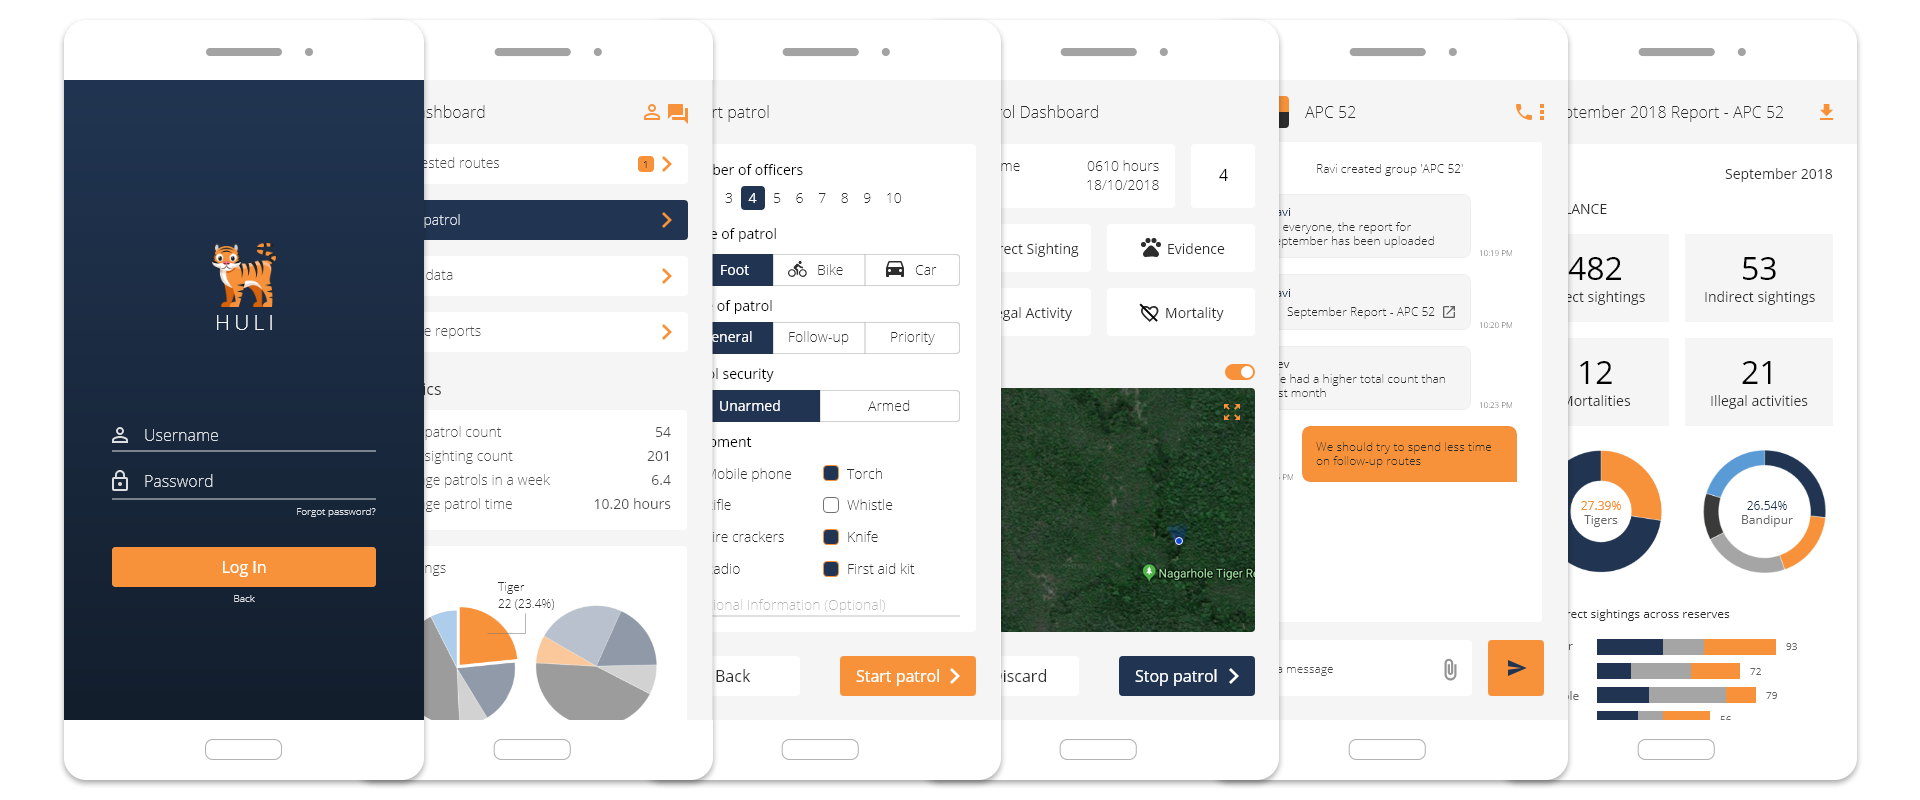 HULI
Username
Password
Forgot password?
Log In
Back
shboard
ested routes
1
patrol
data
e reports
ics
patrol count
54
sighting count
201
ge patrols in a week
6.4
ge patrol time
10.20 hours
ngs
Tiger
22 (23.4%)
rt patrol
ber of officers
3 4 5 6 7 8 9 10
e of patrol
Foot Bike Car
of patrol
eneral Follow-up Priority
ol security
Unarmed Armed
pment
Mobile phone Torch
ifle Whistle
ire crackers Knife
adio First aid kit
ional Information (Optional)
Back
Start patrol
ol Dashboard
me
0610 hours
18/10/2018
4
rect Sighting
Evidence
gal Activity
Mortality
Nagarhole Tiger Re
iscard
Stop patrol
APC 52
Ravi created group 'APC 52'
avi
everyone, the report for
eptember has been uploaded
10:19 PM
avi
September Report - APC 52
10:20 PM
ev
e had a higher total count than
st month
10:23 PM
We should try to spend less time
on follow-up routes
PM
a message
ptember 2018 Report - APC 52
September 2018
LANCE
482
ect sightings
53
Indirect sightings
12
Mortalities
21
Illegal activities
27.39%
Tigers
26.54%
Bandipur
rect sightings across reserves
r
93
72
le
79
56